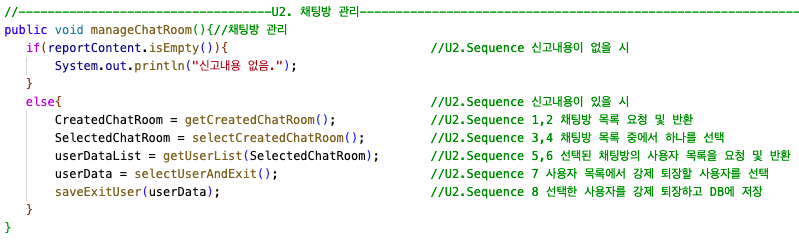 //--------------------------------U2. 채팅방 관리--------------------------------------------------------------
public void manageChatRoom(){//채팅방 관리
if(reportContent.isEmpty()){ //U2.Sequence 신고내용이 없을 시
System.out.println("신고내용 없음.");
}
else{ //U2.Sequence 신고내용이 있을 시
CreatedChatRoom = getCreatedChatRoom(); //U2.Sequence 1,2 채팅방 목록 요청 및 반환
SelectedChatRoom = selectCreatedChatRoom(); //U2.Sequence 3,4 채팅방 목록 중에서 하나를 선택
userDataList = getUserList(SelectedChatRoom); //U2.Sequence 5,6 선택된 채팅방의 사용자 목록을 요청 및 반환
userData = selectUserAndExit(); //U2.Sequence 7 사용자 목록에서 강제 퇴장할 사용자를 선택
saveExitUser(userData); //U2.Sequence 8 선택한 사용자를 강제 퇴장하고 DB에 저장
}
}